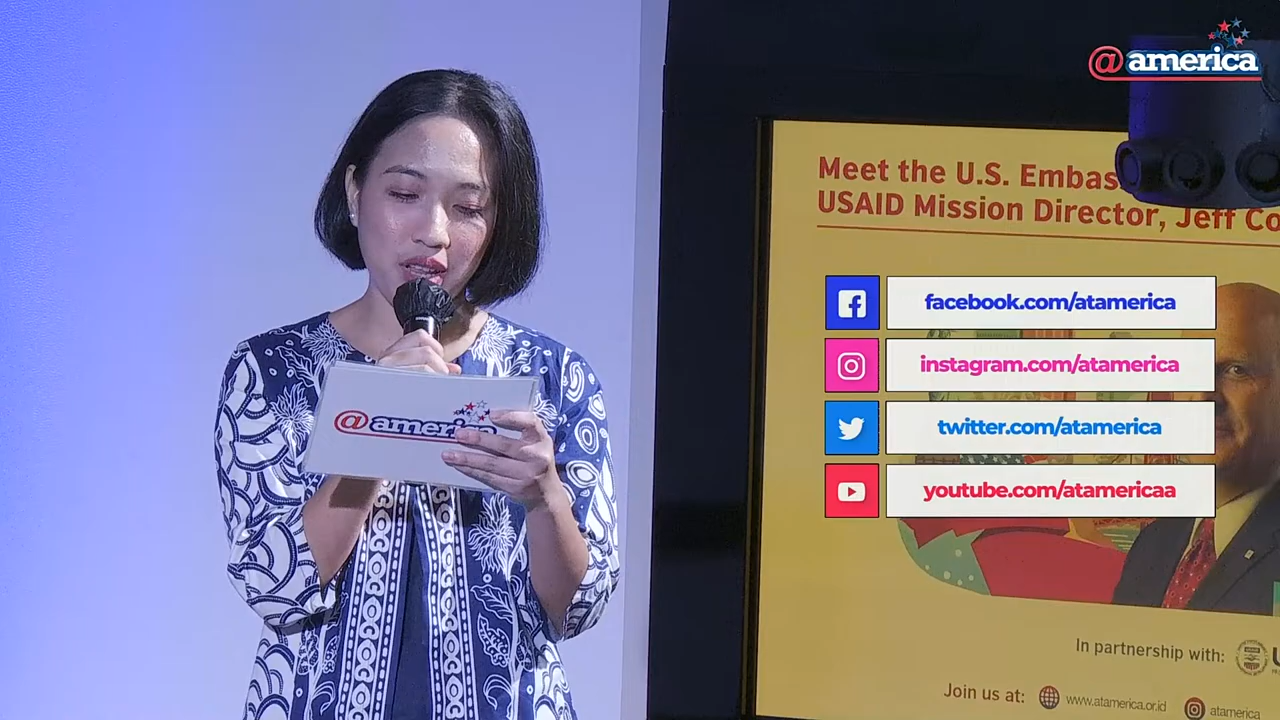 @america
Meet the U.S. Embas
USAID Mission Director, Jeff Co
facebook.com/atamerica
instagram.com/atamerica
twitter.com/atamerica
youtube.com/atamericaa
@america
In partnership with:
Join us at: www.atamerica.or.id atamerica